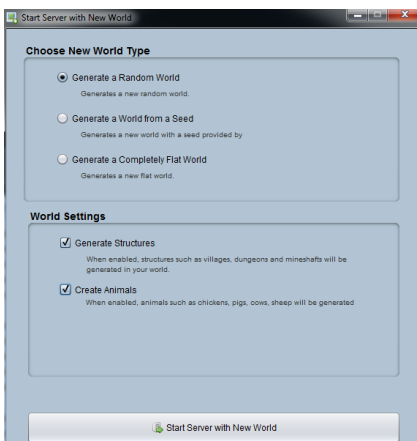 Start Server with New World
Choose New World Type
Generate a Random World
Generates a new random world.
Generate a World from a Seed
Generates a new world with a seed provided by
Generate a Completely Flat World
Generates a new flat world.
World Settings
Generate Structures
When enabled, structures such as villages, dungeons and mineshafts will be
generated in your world.
Create Animals
When enabled, animals such as chickens, pigs, cows, sheep will be generated
Start Server with New World